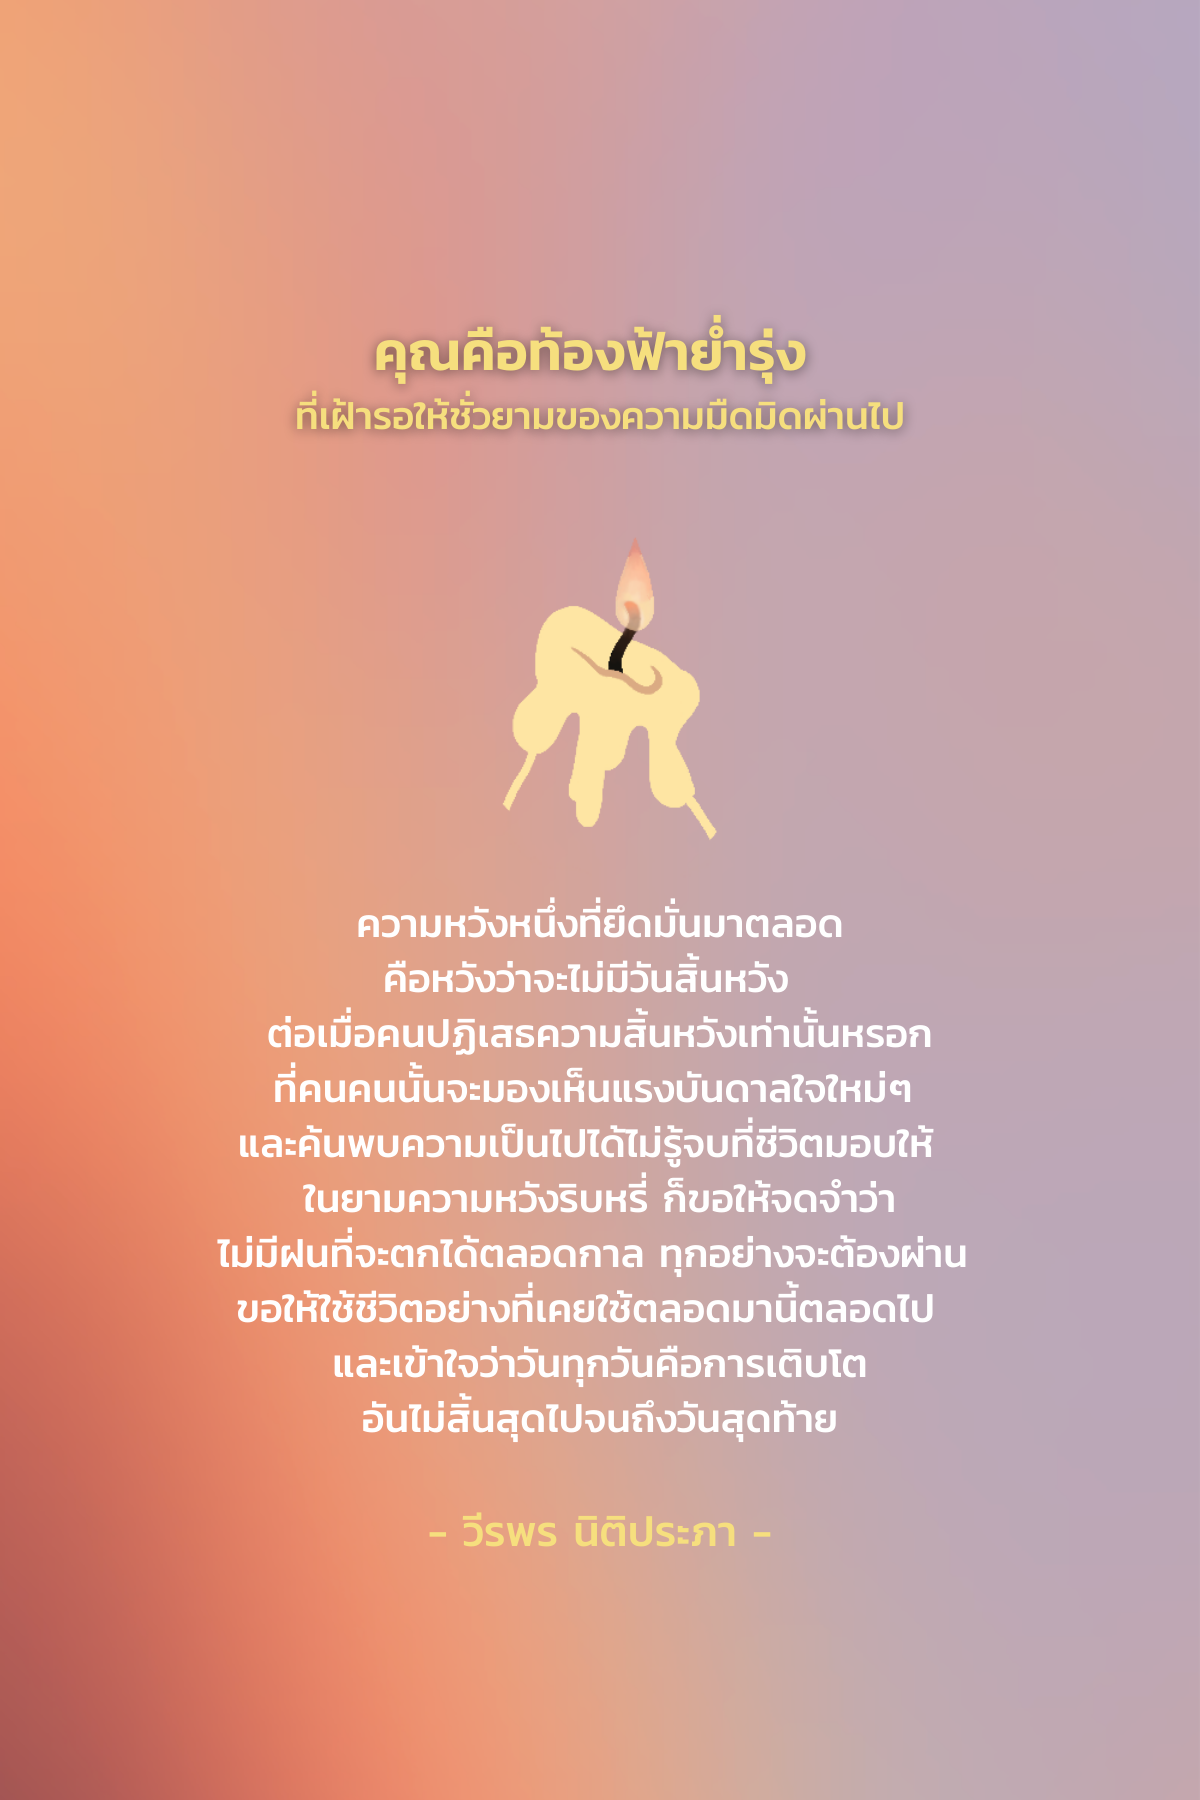 คุณคือท้องฟ้าย่ำรุ่ง
ที่เฝ้ารอให้ชั่วยามของความมืดมิดผ่านไป
ความหวังหนึ่งที่ยึดมั่นมาตลอด
คือหวังว่าจะไม่มีวันสิ้นหวัง
ต่อเมื่อคนปฏิเสธความสิ้นหวังเท่านั้นหรอก
ที่คนคนนั้นจะมองเห็นแรงบันดาลใจใหม่ๆ
และค้นพบความเป็นไปได้ไม่รู้จบที่ชีวิตมอบให้
ในยามความหวังริบหรี่ ก็ขอให้จดจำว่า
ไม่มีฝนที่จะตกได้ตลอดกาล ทุกอย่างจะต้องผ่าน
ขอให้ใช้ชีวิตอย่างที่เคยใช้ตลอดมานี้ตลอดไป
และเข้าใจว่าวันทุกวันคือการเติบโต
อันไม่สิ้นสุดไปจนถึงวันสุดท้าย
- วีรพร นิติประภา -